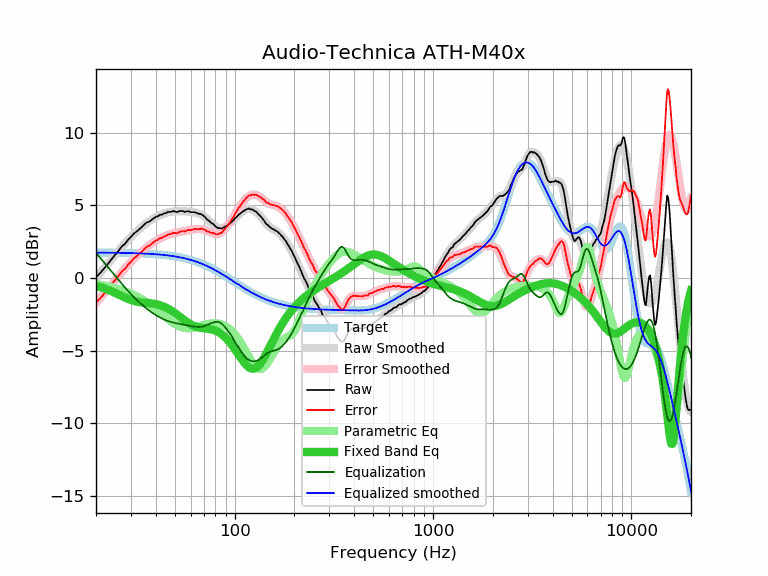 Audio-Technica ATH-M40x
Amplitude (dBr)
10
5
0
−5
−10
−15
Target
Raw Smoothed
Error Smoothed
Raw
Error
Parametric Eq
Fixed Band Eq
Equalization
Equalized smoothed
100 1000 10000
Frequency (Hz)